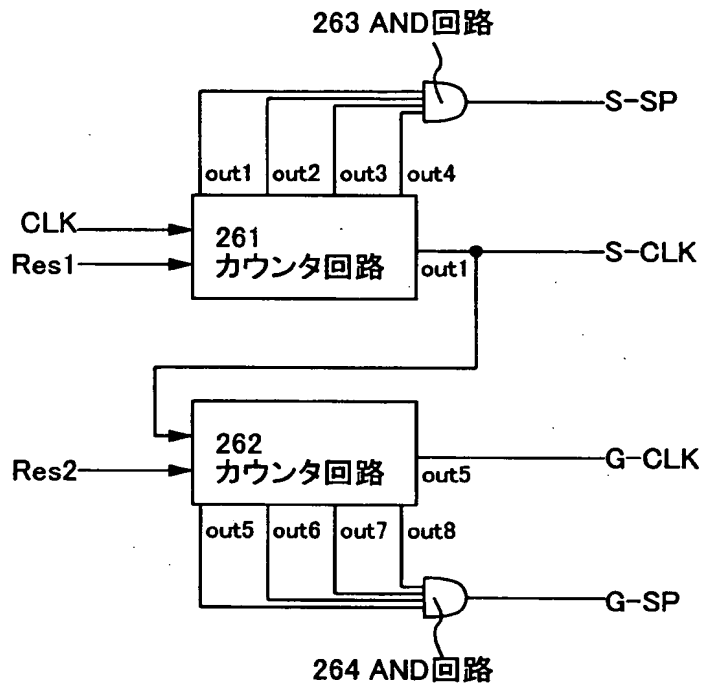 263 AND回路
S-SP
out1 out2 out3 out4
CLK
261
カウンタ回路
S-CLK
Res1
out1
262
カウンタ回路
G-CLK
Res2
out5
out5 out6 out7 out8
G-SP
264 AND回路